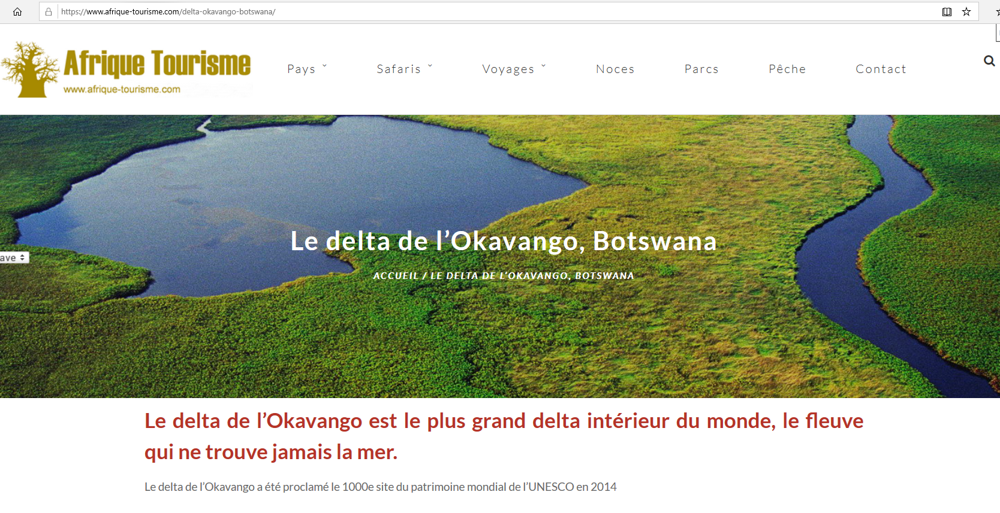 https://www.afrique-tourisme.com/delta-okavango-botswana/
Afrique Tourisme
www.afrique-tourisme.com
Pays Safaris Voyages Noces Parcs Pêche Contact
Le delta de l’Okavango, Botswana
ave
ACCUEIL / LE DELTA DE L’OKAVANGO, BOTSWANA
Le delta de l’Okavango est le plus grand delta intérieur du monde, le fleuve
qui ne trouve jamais la mer.
Le delta de l’Okavango a été proclamé le 1000e site du patrimoine mondial de l’UNESCO en 2014